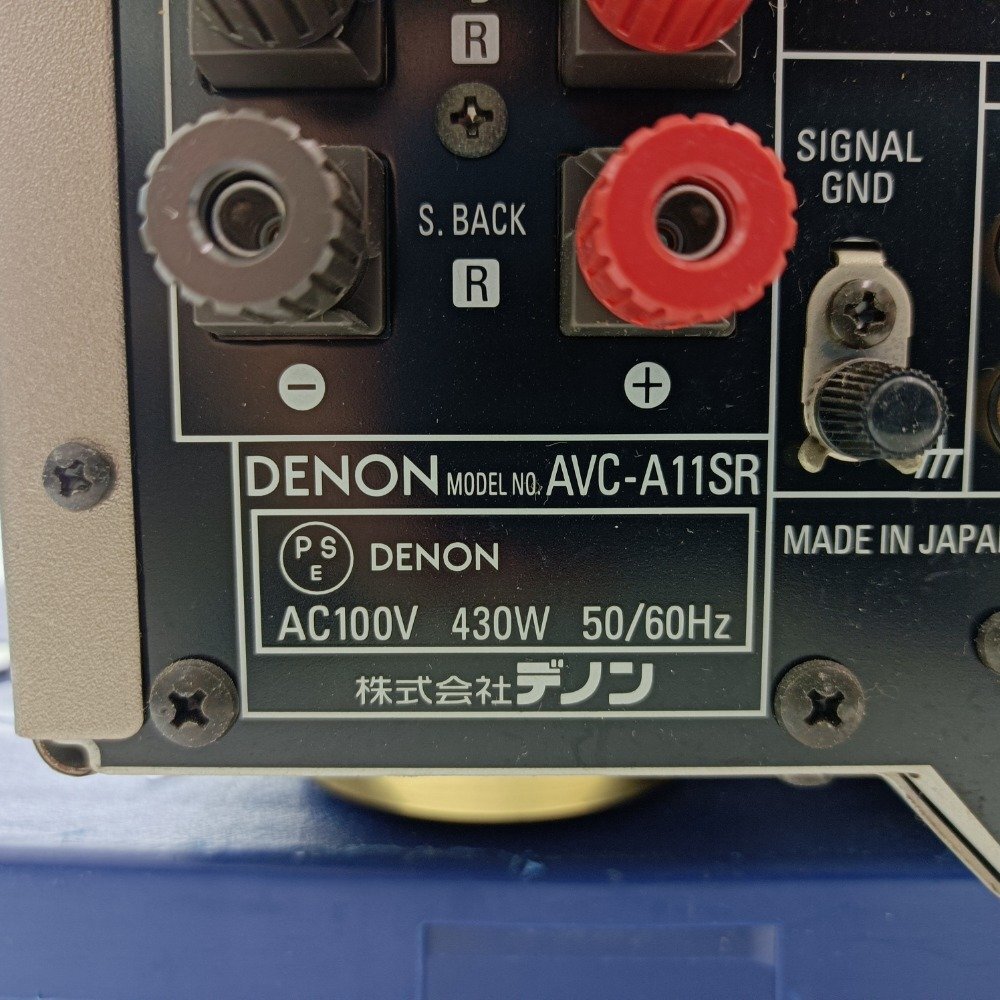 R
SIGNAL
GND
S. BACK
R
− +
DENON MODEL NO. AVC-A11SR
PSE DENON
AC100V 430W 50/60Hz
株式会社デノン
MADE IN JAPAN